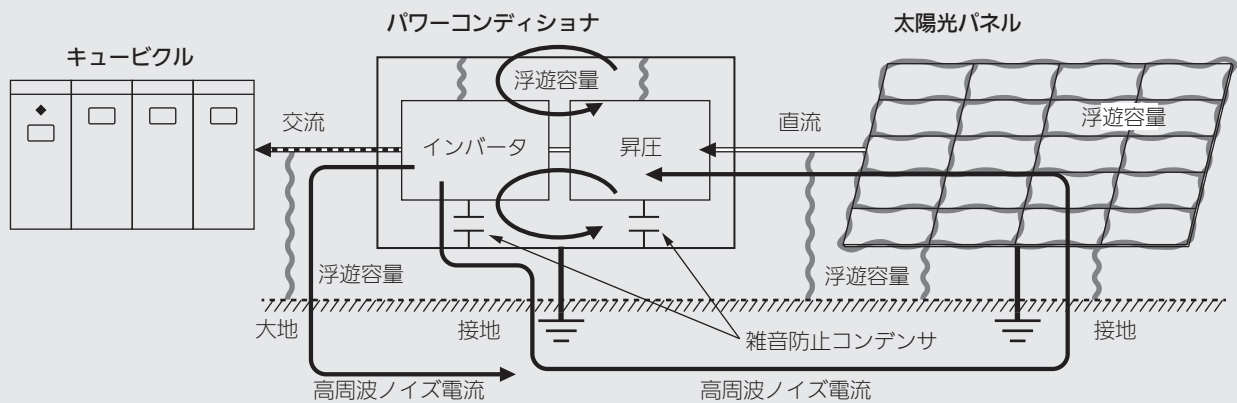 パワーコンディショナ
太陽光パネル
キュービクル
浮遊容量
浮遊容量
交流
直流
インバータ
昇圧
浮遊容量
浮遊容量
大地
接地
雑音防止コンデンサ
接地
高周波ノイズ電流
高周波ノイズ電流